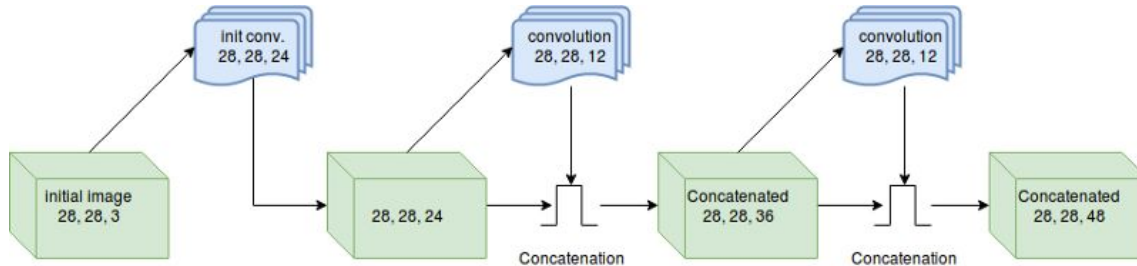 init conv.
28, 28, 24
convolution
28, 28, 12
convolution
28, 28, 12
initial image
28, 28, 3
28, 28, 24
Concatenation
Concatenated
28, 28, 36
Concatenation
Concatenated
28, 28, 48